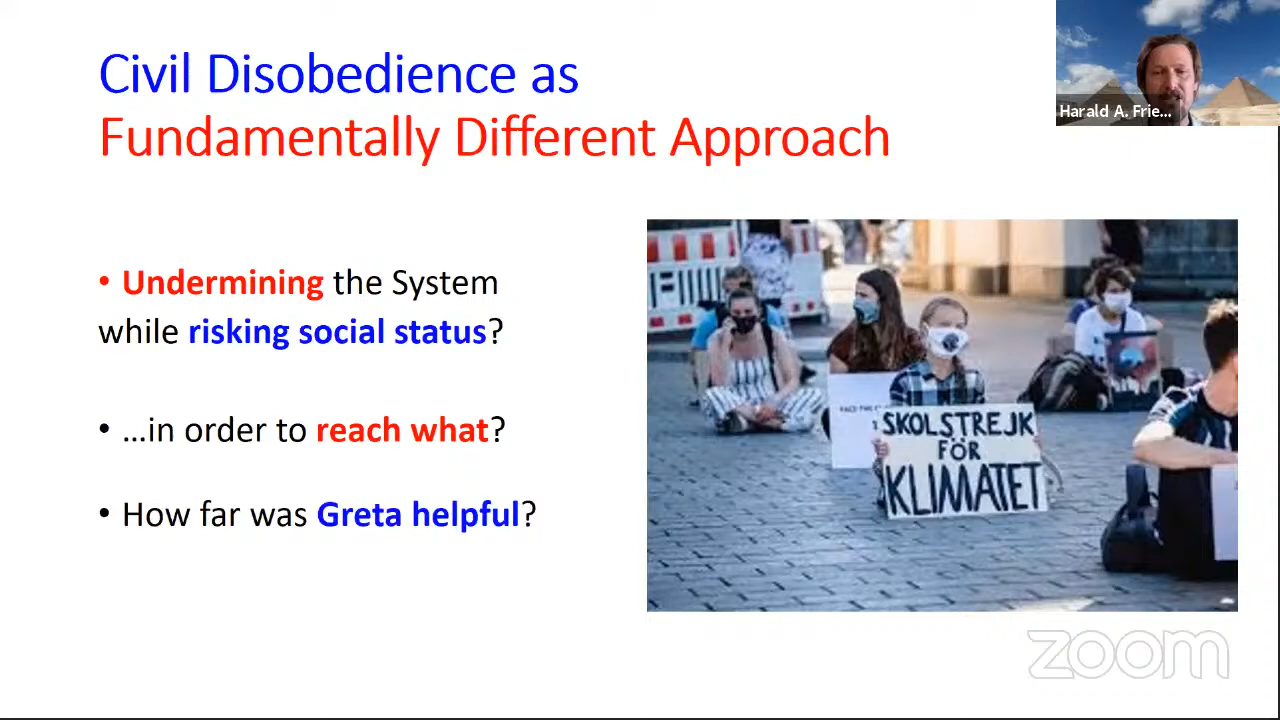 Civil Disobedience as
Fundamentally Different Approach
Harald A. Frie...
• Undermining the System
while risking social status?
• ...in order to reach what?
• How far was Greta helpful?
SKOLSTREJK
FÖR
KLIMATET
zoom